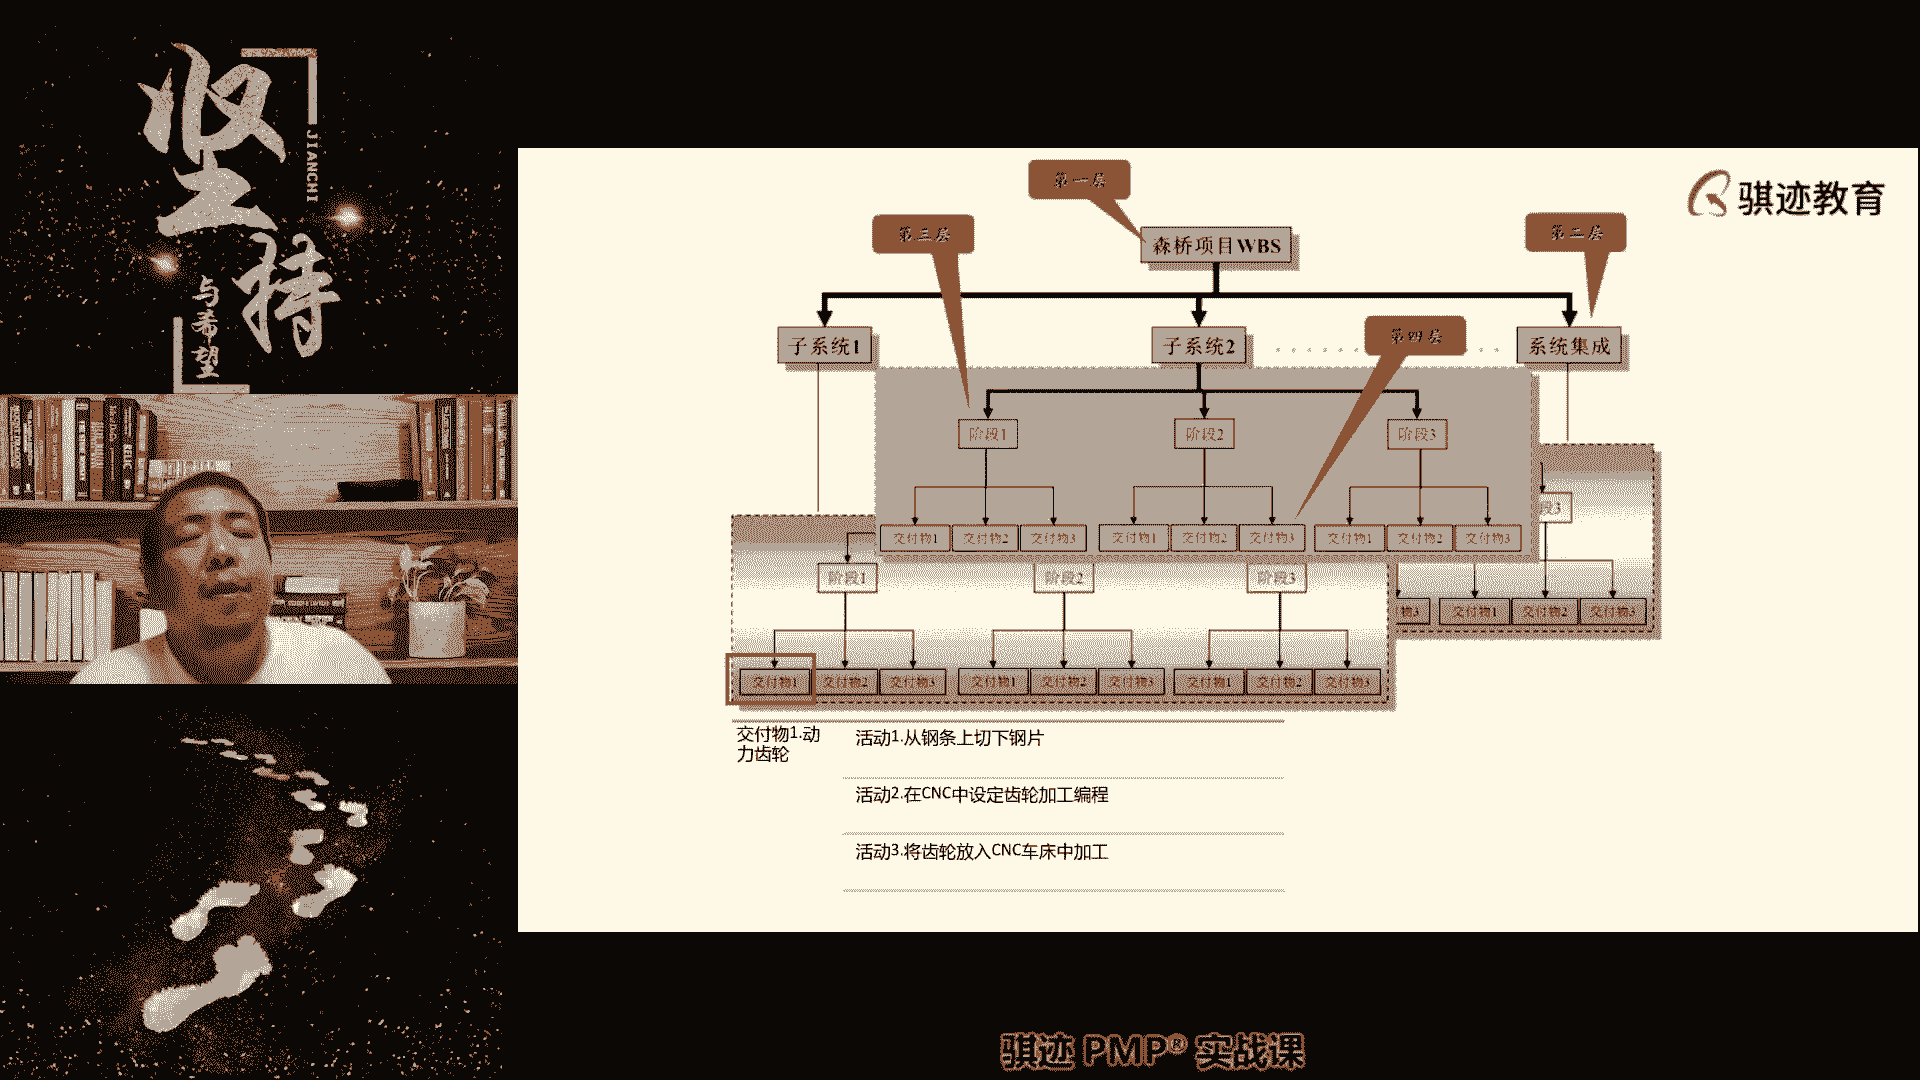 坚持
JIANCHI
与希望
骐迹教育
第一层
第三层
第二层
森桥项目WBS
子系统1
子系统2
第四层
系统集成
阶段1
阶段2
阶段3
段3
交付物1
交付物2
交付物3
交付物1
交付物2
交付物3
交付物1
交付物2
交付物3
阶段1
阶段2
阶段3
物3
交付物1
交付物2
交付物3
交付物1
交付物2
交付物3
交付物1
交付物2
交付物3
交付物1
交付物2
交付物3
交付物1.动
力齿轮
活动1.从钢条上切下钢片
活动2.在CNC中设定齿轮加工编程
活动3.将齿轮放入CNC车床中加工
骐迹 PMP® 实战课